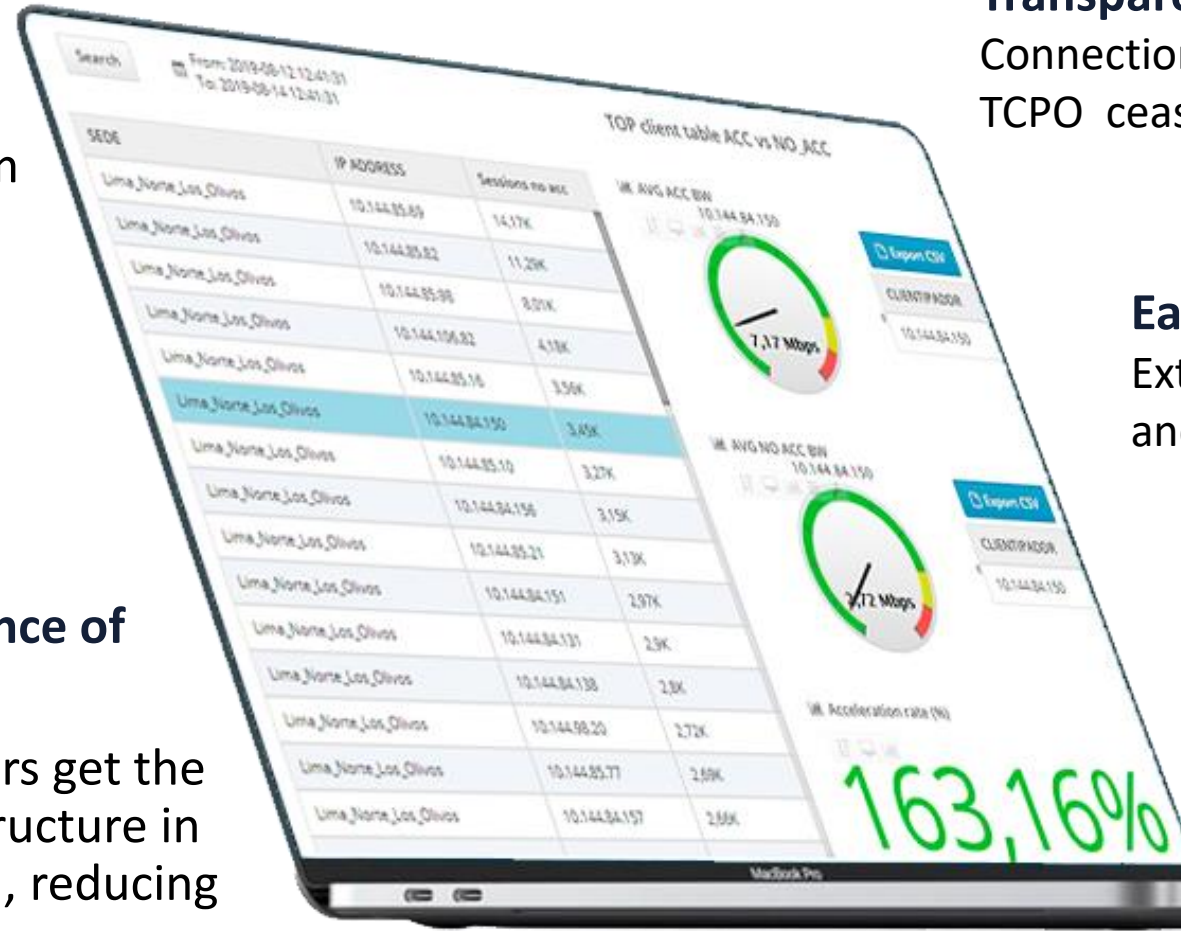 Transpar
Connection
TCPO ceas
Ea
Ext
an
n
nce of
rs get the
ructure in
, reducing
Search
From: 2019-08-12 12:41:31
To: 2019-08-14 12:41:31
TOP client table ACC vs NO_ACC
SEDE IP ADDRESS Sessions no acc
Lima_Norte_Los_Olivos 10.144.85.69 14,17K
Lima_Norte_Los_Olivos 10.144.85.82 11,29K
Lima_Norte_Los_Olivos 10.144.85.98 8,01K
Lima_Norte_Los_Olivos 10.144.106.82 4,18K
Lima_Norte_Los_Olivos 10.144.85.16 3,56K
Lima_Norte_Los_Olivos 10.144.84.150 3,45K
Lima_Norte_Los_Olivos 10.144.85.10 3,27K
Lima_Norte_Los_Olivos 10.144.84.156 3,15K
Lima_Norte_Los_Olivos 10.144.85.21 3,13K
Lima_Norte_Los_Olivos 10.144.84.151 2,97K
Lima_Norte_Los_Olivos 10.144.84.131 2,9K
Lima_Norte_Los_Olivos 10.144.84.138 2,8K
Lima_Norte_Los_Olivos 10.144.98.20 2,72K
Lima_Norte_Los_Olivos 10.144.85.77 2,69K
Lima_Norte_Los_Olivos 10.144.84.157 2,66K
AVG ACC BW
10.144.84.150
7,17 Mbps
Export CSV
CLIENTIPADDR
10.144.84.150
AVG NO ACC BW
10.144.84.150
2,72 Mbps
Export CSV
CLIENTIPADDR
10.144.84.150
Acceleration rate (%)
163,16%
MacBook Pro